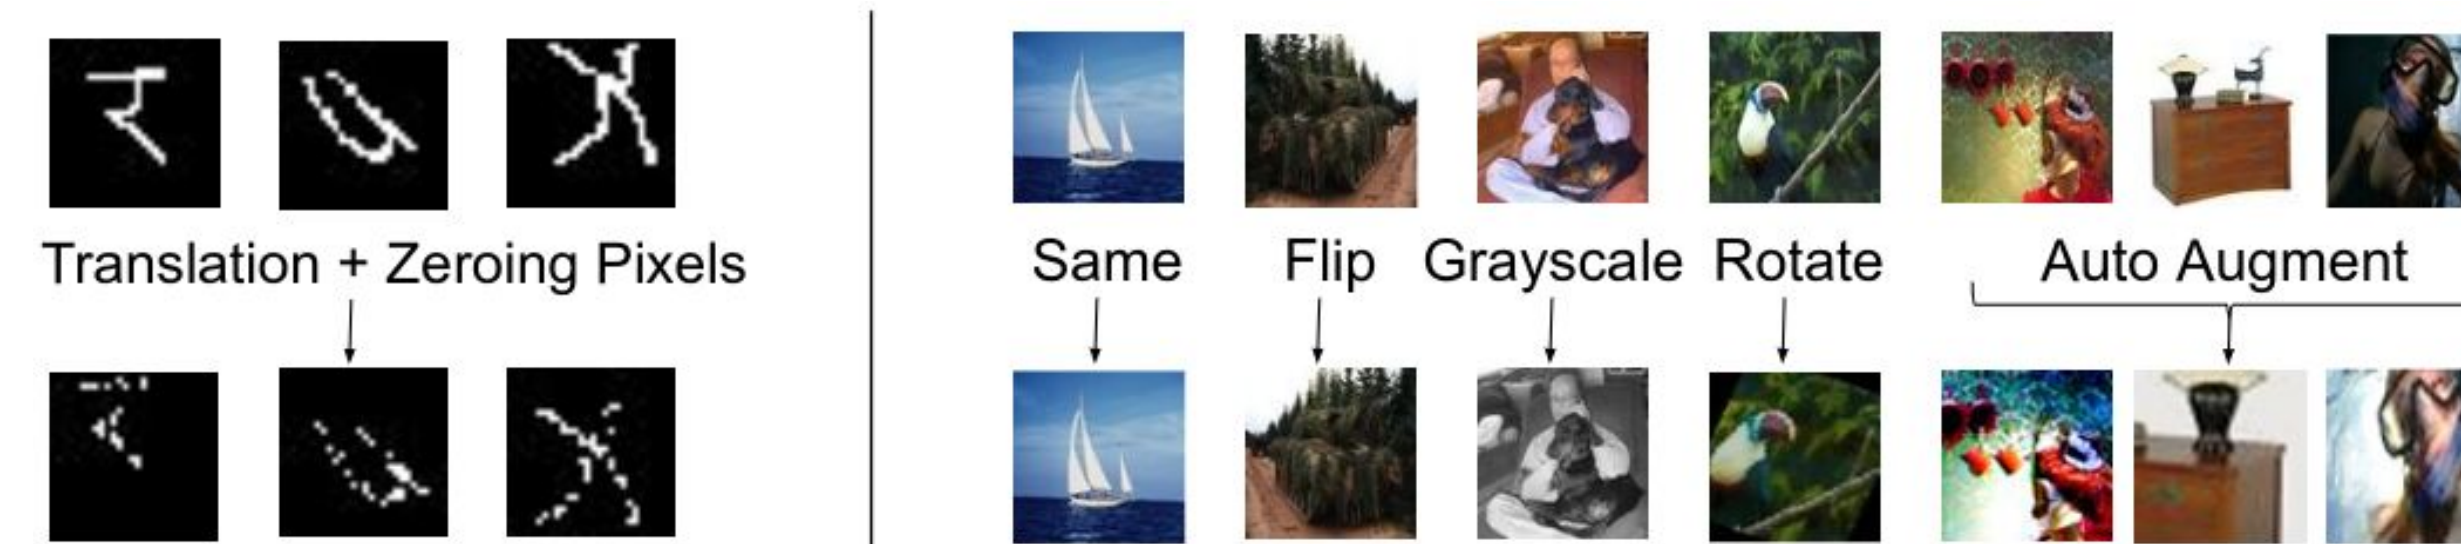 Translation + Zeroing Pixels
Same
Flip
Grayscale
Rotate
Auto Augment